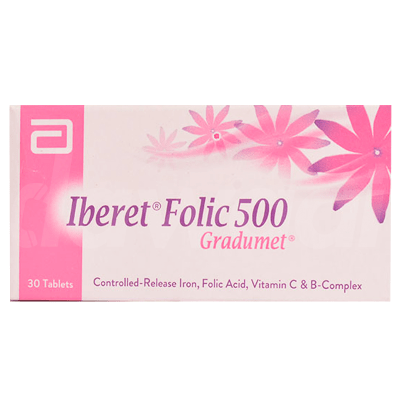 Iberet® Folic 500
Gradumet®
30 Tablets
Controlled-Release Iron, Folic Acid, Vitamin C & B-Complex